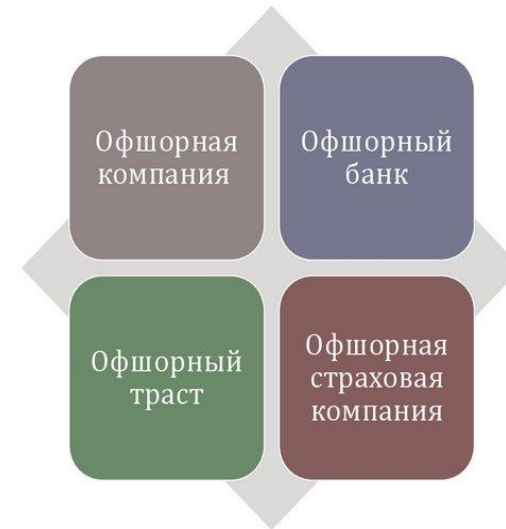 Офшорная
компания
Офшорный
банк
Офшорный
траст
Офшорная
страховая
компания